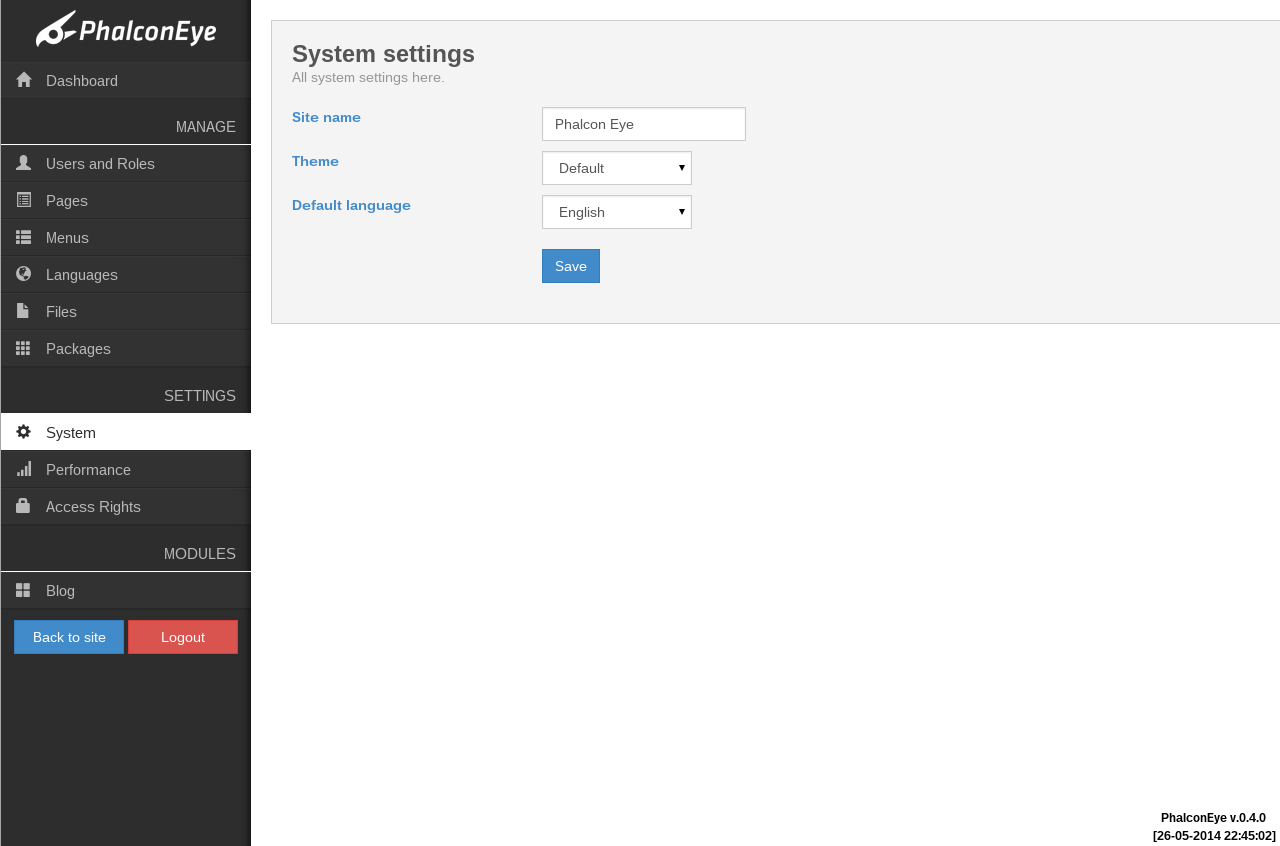 PhalconEye
Dashboard
MANAGE
Users and Roles
Pages
Menus
Languages
Files
Packages
SETTINGS
System
Performance
Access Rights
MODULES
Blog
Back to site Logout
System settings
All system settings here.
Site name Phalcon Eye
Theme Default
Default language English
Save
PhalconEye v.0.4.0
[26-05-2014 22:45:02]